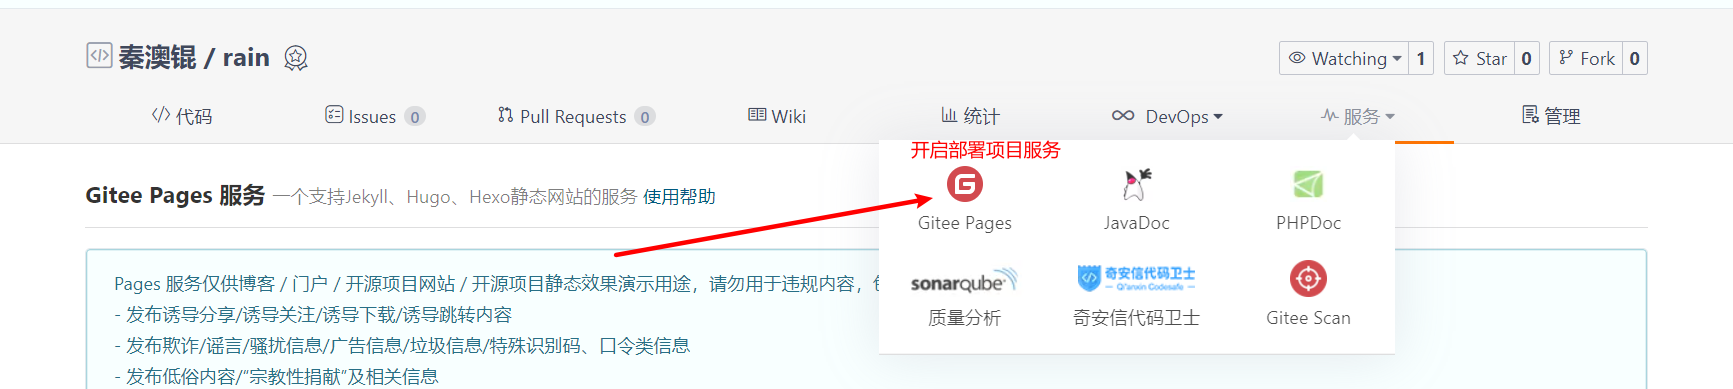 秦澳锟 / rain
Watching 1 Star 0 Fork 0
代码 Issues 0 Pull Requests 0 Wiki 统计 DevOps 服务 管理
开启部署项目服务
Gitee Pages JavaDoc PHPDoc
sonarqube 奇安信代码卫士
Qi'anxin Codesafe
质量分析 奇安信代码卫士 Gitee Scan
Gitee Pages 服务 一个支持Jekyll、Hugo、Hexo静态网站的服务 使用帮助
Pages 服务仅供博客 / 门户 / 开源项目网站 / 开源项目静态效果演示用途，请勿用于违规内容，
- 发布诱导分享/诱导关注/诱导下载/诱导跳转内容
- 发布欺诈/谣言/骚扰信息/广告信息/垃圾信息/特殊识别码、口令类信息
- 发布低俗内容/“宗教性捐献”及相关信息